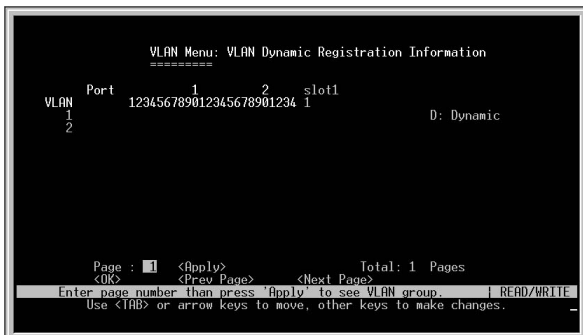 VLAN Menu: VLAN Dynamic Registration Information
=========
Port 1 2 slot1
VLAN 123456789012345678901234 1
1 D: Dynamic
2
Page : 1 <Apply> Total: 1 Pages
<OK> <Prev Page> <Next Page>
Enter page number than press 'Apply' to see VLAN group. | READ/WRITE
Use <TAB> or arrow keys to move, other keys to make changes.